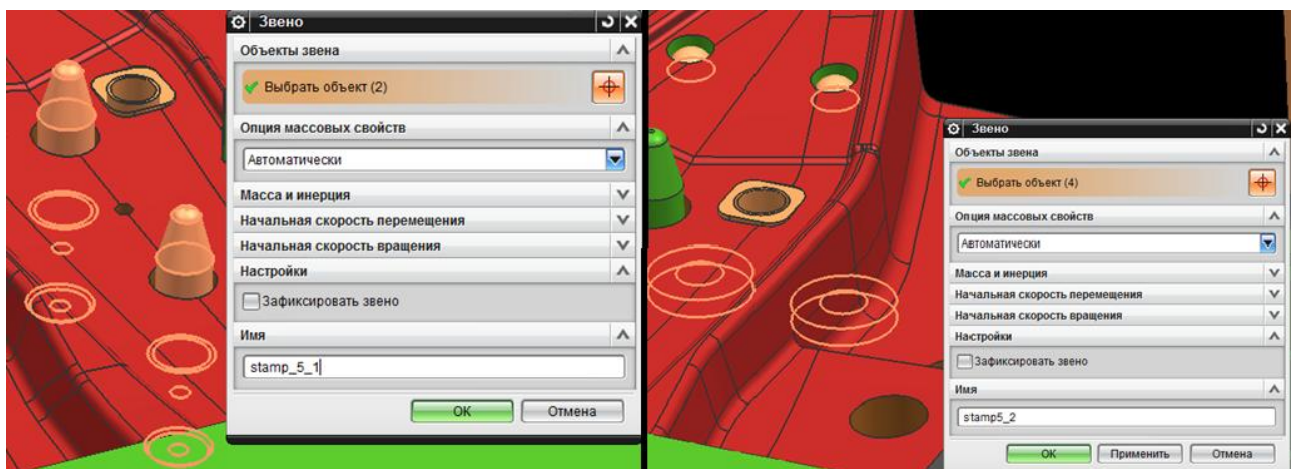 Звено
Объекты звена
Выбрать объект (2)
Опция массовых свойств
Автоматически
Масса и инерция
Начальная скорость перемещения
Начальная скорость вращения
Настройки
Зафиксировать звено
Имя
stamp_5_1
OK
Отмена
Звено
Объекты звена
Выбрать объект (4)
Опция массовых свойств
Автоматически
Масса и инерция
Начальная скорость перемещения
Начальная скорость вращения
Настройки
Зафиксировать звено
Имя
stamp5_2
OK
Применить
Отмена